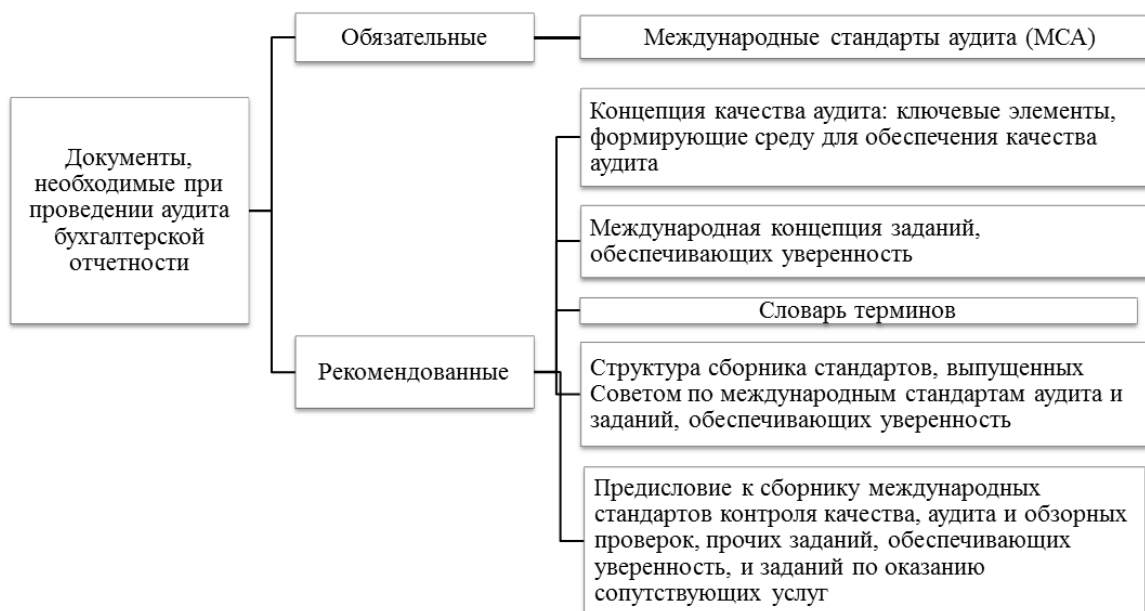 Документы,
необходимые при
проведении аудита
бухгалтерской
отчетности
Обязательные
Международные стандарты аудита (МСА)
Рекомендованные
Концепция качества аудита: ключевые элементы,
формирующие среду для обеспечения качества
аудита
Международная концепция заданий,
обеспечивающих уверенность
Словарь терминов
Структура сборника стандартов, выпущенных
Советом по международным стандартам аудита и
заданий, обеспечивающих уверенность
Предисловие к сборнику международных
стандартов контроля качества, аудита и обзорных
проверок, прочих заданий, обеспечивающих
уверенность, и заданий по оказанию
сопутствующих услуг